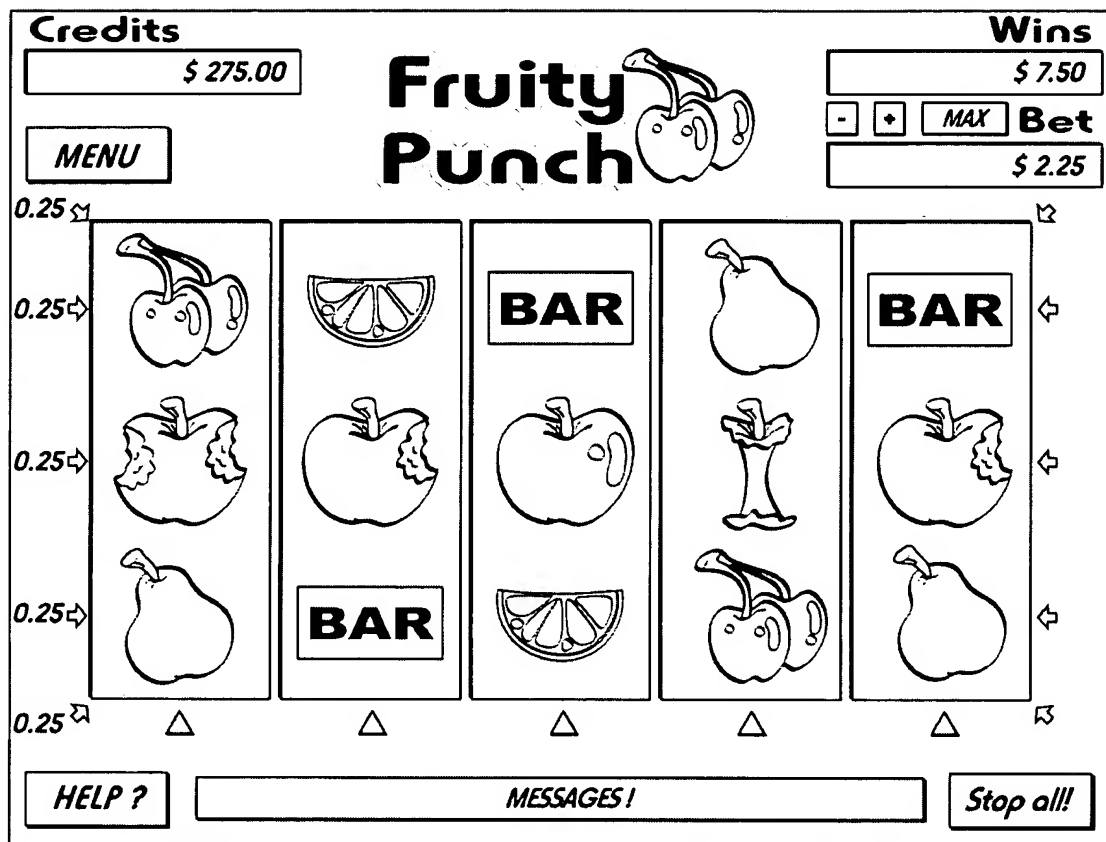 Credits
Wins
$ 275.00
Fruity
Punch
$ 7.50
- + MAX Bet
MENU
$ 2.25
0.25
0.25
BAR
BAR
0.25
0.25
BAR
0.25
HELP ?
MESSAGES !
Stop all!